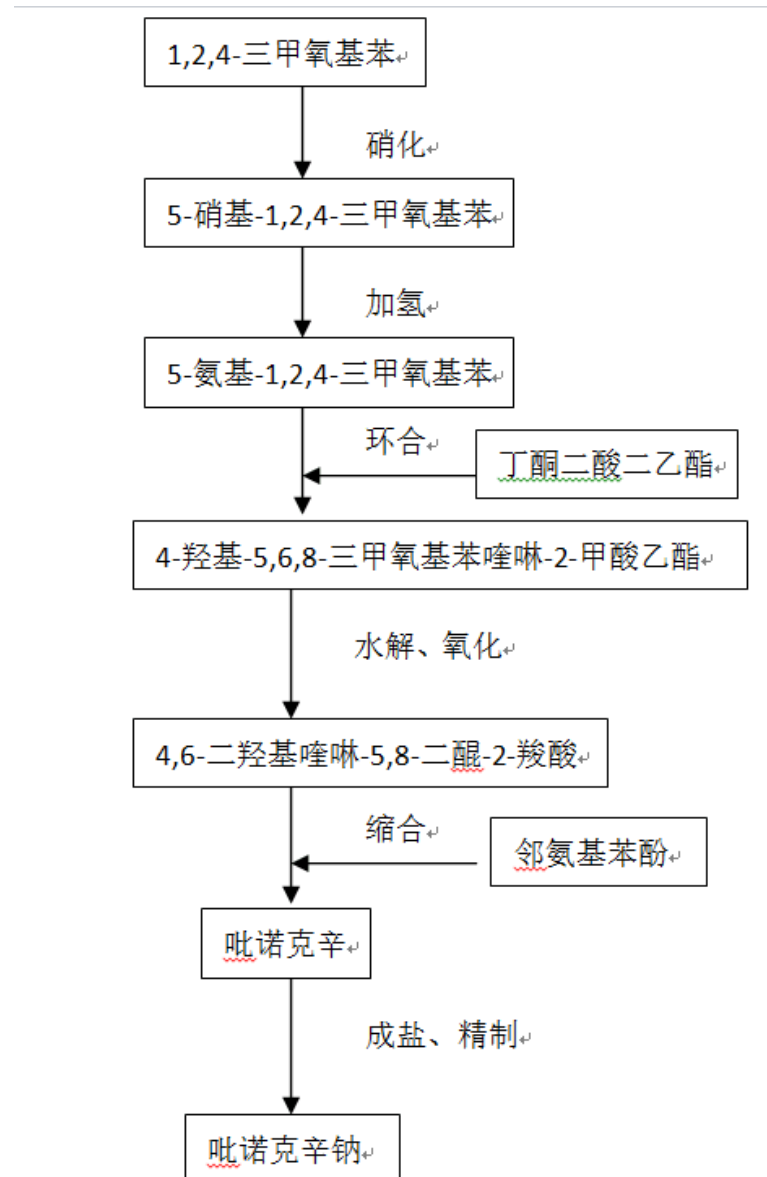 1,2,4-三甲氧基苯
硝化
5-硝基-1,2,4-三甲氧基苯
加氢
5-氨基-1,2,4-三甲氧基苯
环合
丁酮二酸二乙酯
4-羟基-5,6,8-三甲氧基苯喹啉-2-甲酸乙酯
水解、氧化
4,6-二羟基喹啉-5,8-二醌-2-羧酸
缩合
邻氨基苯酚
吡诺克辛
成盐、精制
吡诺克辛钠